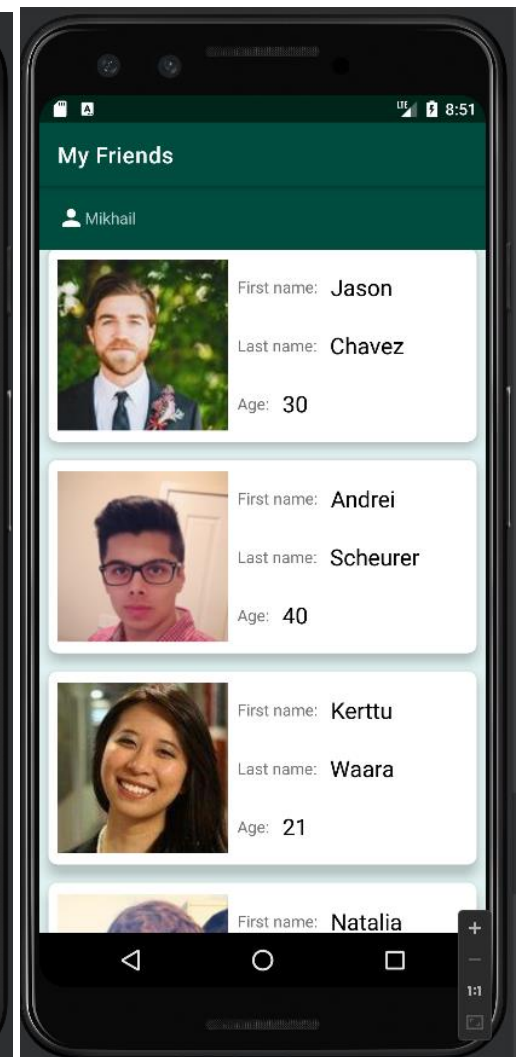 LTE 8:51
My Friends
Mikhail
First name: Jason
Last name: Chavez
Age: 30
First name: Andrei
Last name: Scheurer
Age: 40
First name: Kerttu
Last name: Waara
Age: 21
First name: Natalia
1:1